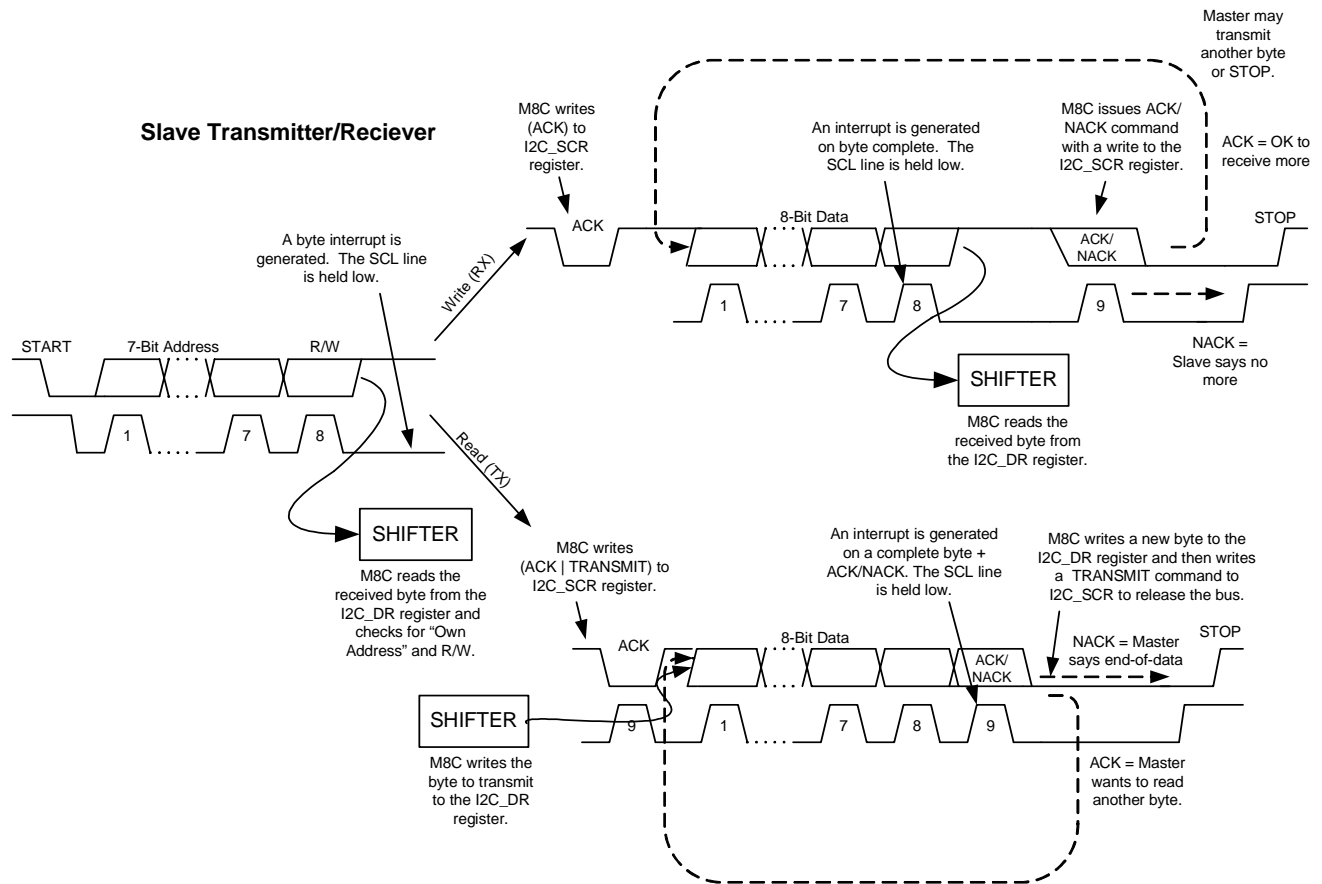 Master may
transmit
another byte
or STOP.
Slave Transmitter/Reciever
M8C writes
(ACK) to
I2C_SCR
register.
An interrupt is generated
on byte complete.  The
SCL line is held low.
M8C issues ACK/
NACK command
with a write to the
I2C_SCR register.
ACK = OK to
receive more
A byte interrupt is
generated.  The SCL line
is held low.
Write (RX)
ACK
8-Bit Data
ACK/
NACK
STOP
1
7
8
9
NACK =
Slave says no
more
SHIFTER
M8C reads the
received byte from
the I2C_DR register.
START
7-Bit Address
R/W
1
7
8
Read (TX)
SHIFTER
M8C reads the
received byte from the
I2C_DR register and
checks for “Own
Address” and R/W.
M8C writes
(ACK | TRANSMIT) to
I2C_SCR register.
An interrupt is generated
on a complete byte +
ACK/NACK. The SCL line
is held low.
M8C writes a new byte to the
I2C_DR register and then writes
a  TRANSMIT command to
I2C_SCR to release the bus.
ACK
8-Bit Data
ACK/
NACK
NACK = Master
says end-of-data
STOP
SHIFTER
9
1
7
8
9
M8C writes the
byte to transmit
to the I2C_DR
register.
ACK = Master
wants to read
another byte.